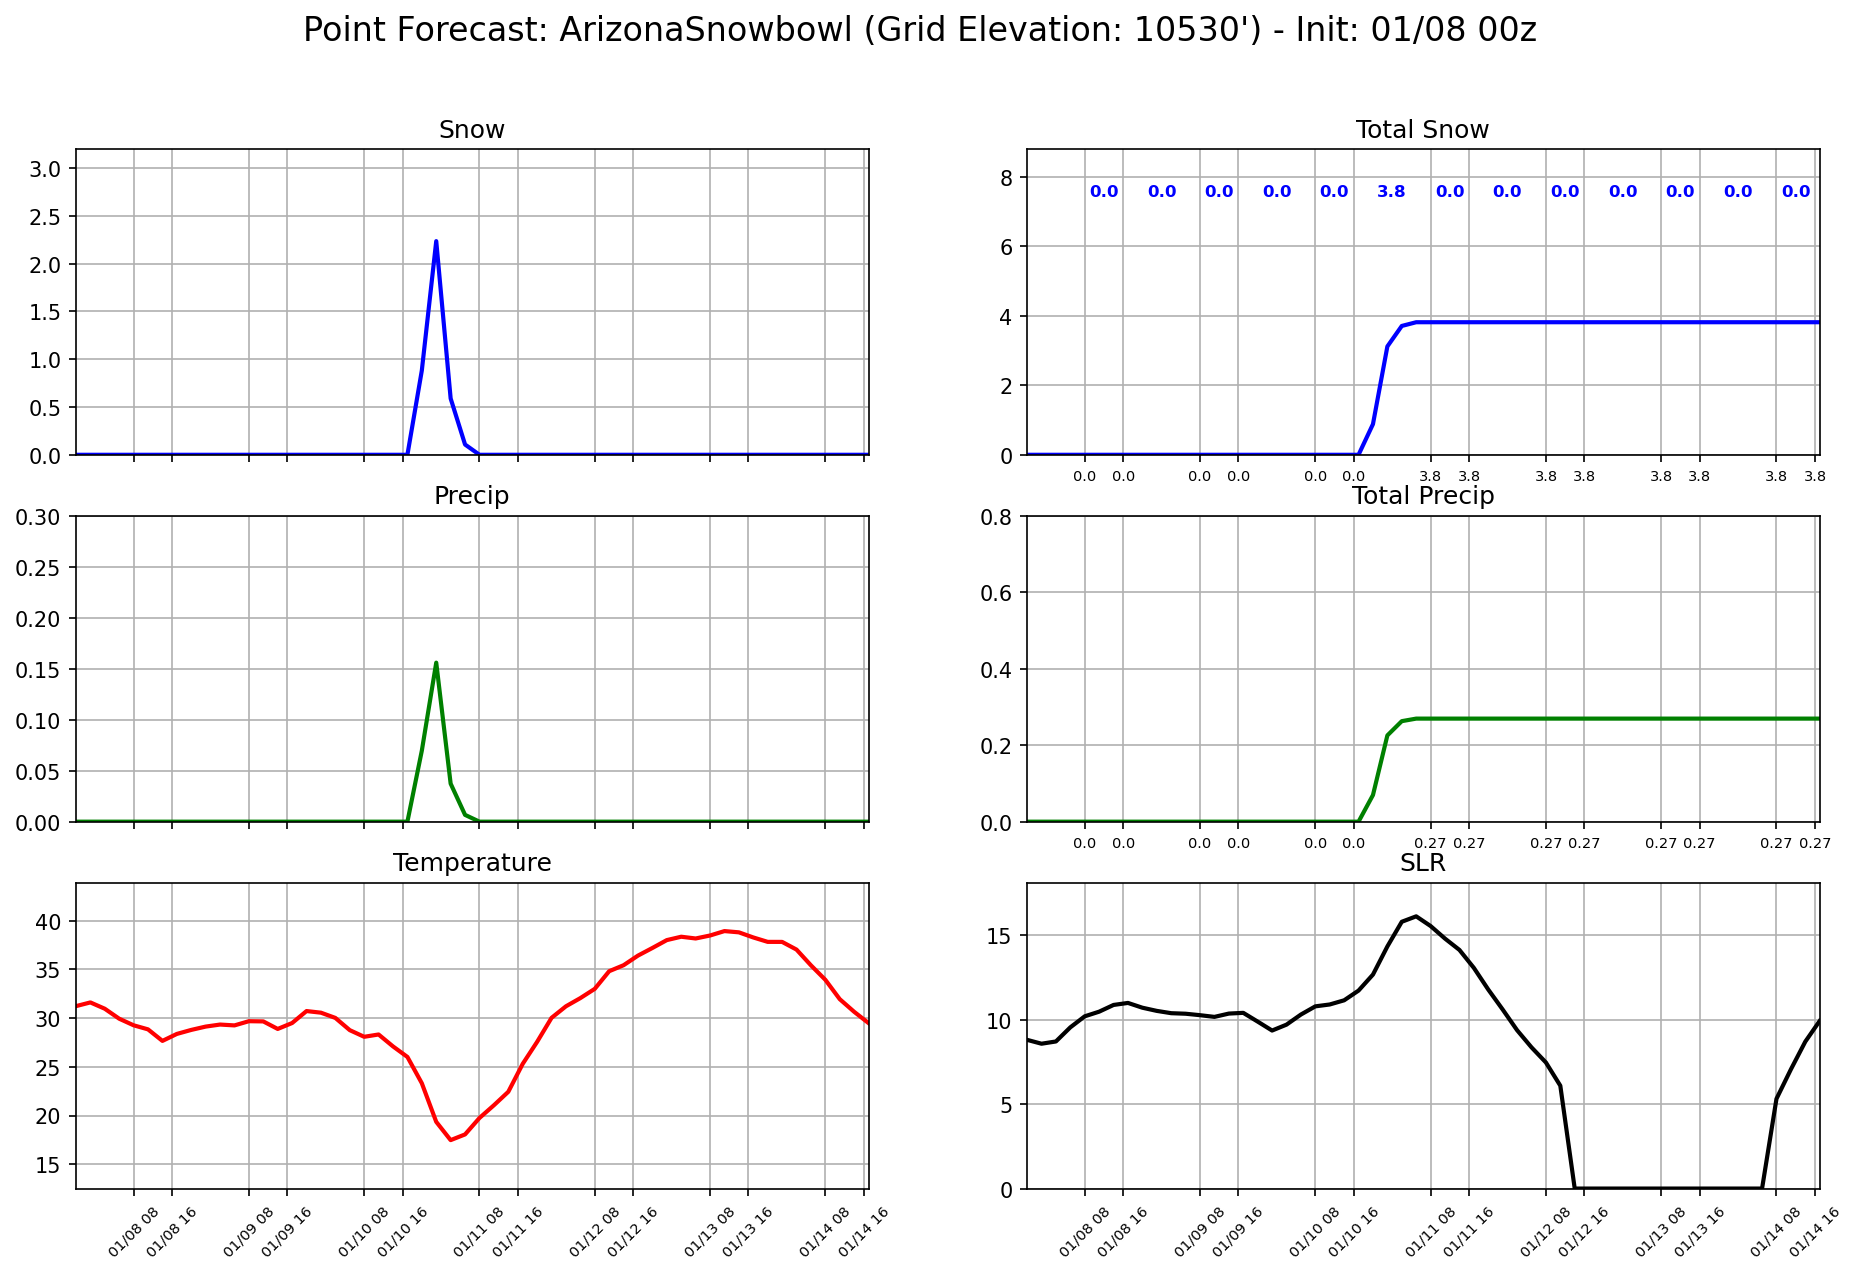 Point Forecast: ArizonaSnowbowl (Grid Elevation: 10530') - Init: 01/08 00z
Snow
3.0
2.5
2.0
1.5
1.0
0.5
0.0
Total Snow
8
6
4
2
0
0.0 0.0 0.0 0.0 0.0 3.8 0.0 0.0 0.0 0.0 0.0 0.0 0.0
0.0 0.0 0.0 0.0 0.0 0.0 3.8 3.8 3.8 3.8 3.8 3.8 3.8 3.8
Precip
0.30
0.25
0.20
0.15
0.10
0.05
0.00
Total Precip
0.8
0.6
0.4
0.2
0.0
0.0 0.0 0.0 0.0 0.0 0.0 0.27 0.27 0.27 0.27 0.27 0.27 0.27 0.27
Temperature
40
35
30
25
20
15
01/08 08 01/08 16 01/09 08 01/09 16 01/10 08 01/10 16 01/11 08 01/11 16 01/12 08 01/12 16 01/13 08 01/13 16 01/14 08 01/14 16
SLR
15
10
5
0
01/08 08 01/08 16 01/09 08 01/09 16 01/10 08 01/10 16 01/11 08 01/11 16 01/12 08 01/12 16 01/13 08 01/13 16 01/14 08 01/14 16